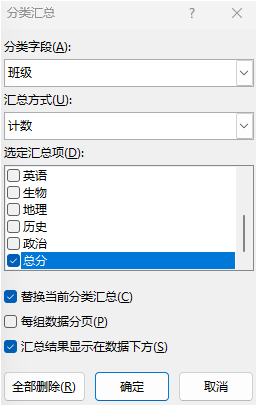 分类汇总 ? ×
分类字段(A):
班级
汇总方式(U):
计数
选定汇总项(D):
英语
生物
地理
历史
政治
总分
替换当前分类汇总(C)
每组数据分页(P)
汇总结果显示在数据下方(S)
全部删除(R) 确定 取消